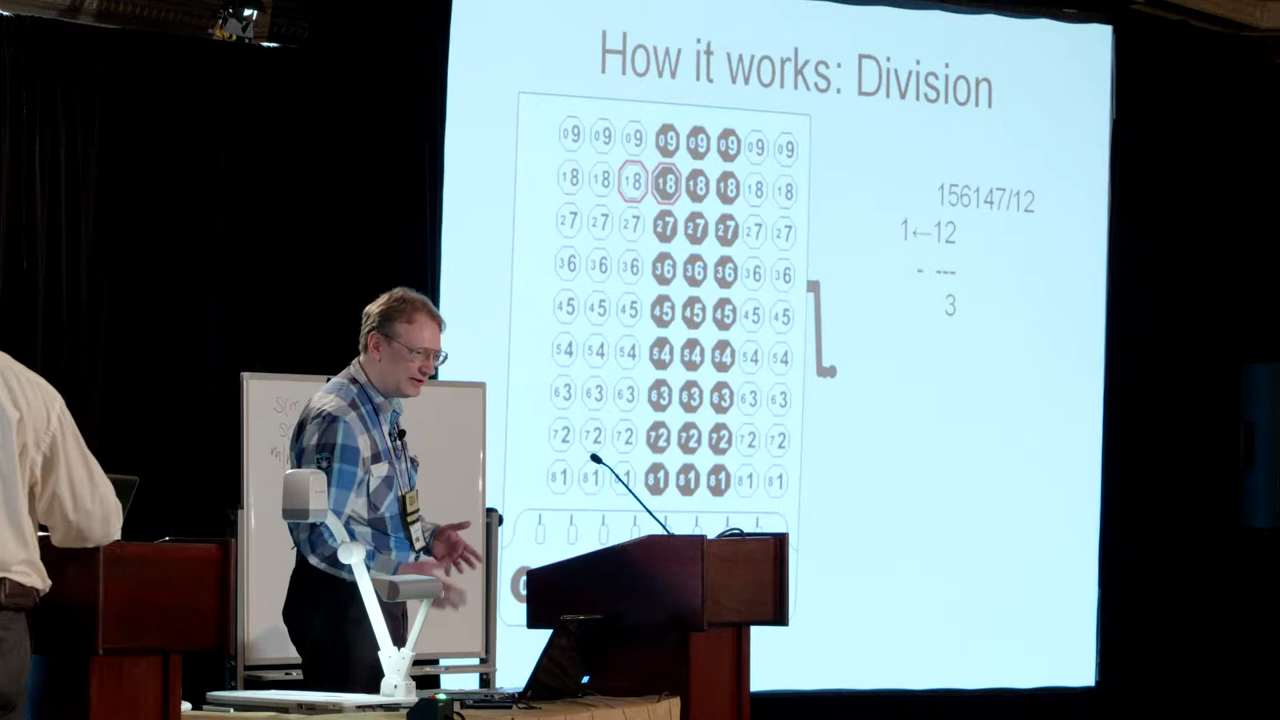 How it works: Division
09 09 09 09 09 09 09 09
18 18 18 18 18 18 18 18
27 27 27 27 27 27 27 27
36 36 36 36 36 36 36 36
45 45 45 45 45 45 45 45
54 54 54 54 54 54 54 54
63 63 63 63 63 63 63 63
72 72 72 72 72 72 72 72
81 81 81 81 81 81 81 81
156147/12
1←12
- ---
3